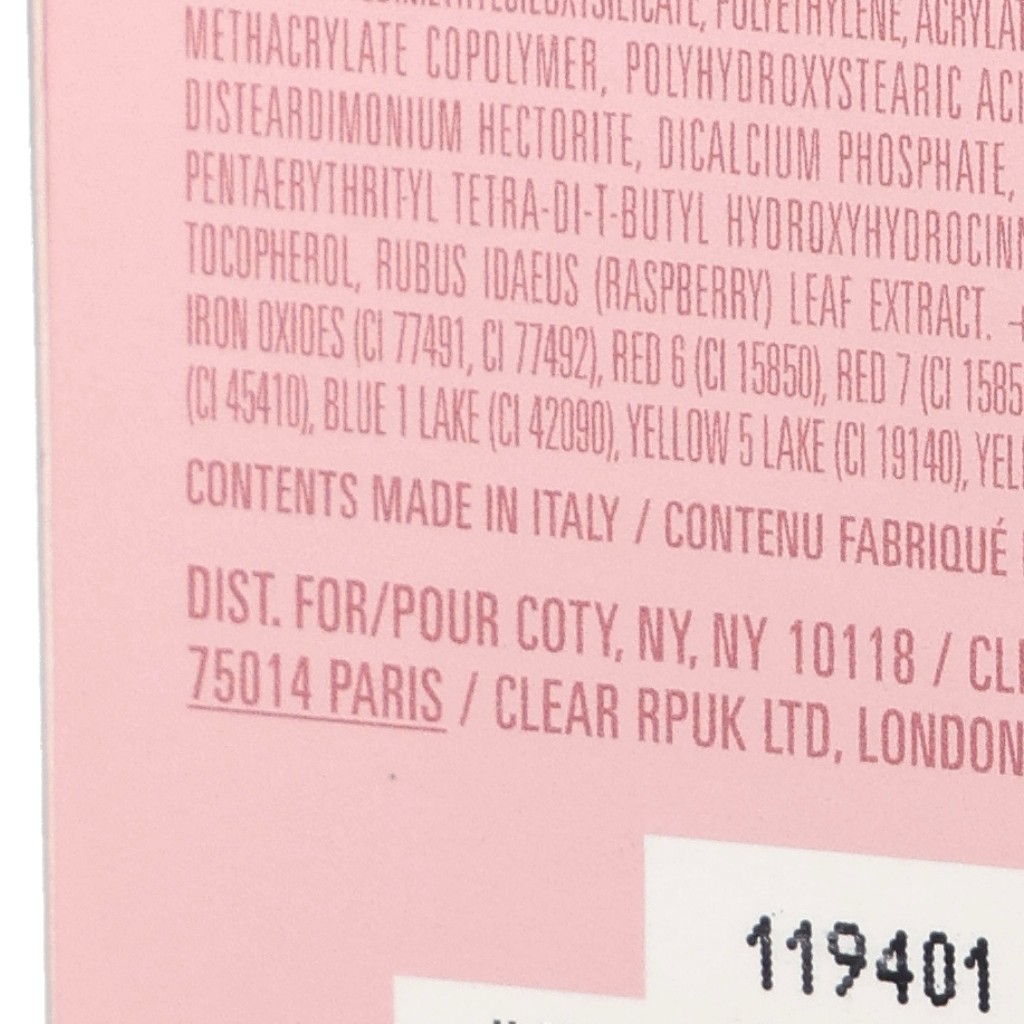 POLYETHYLENE,
METHACRYLATE COPOLYMER, POLYHYDROXYSTEARIC
DISTEARDIMONIUM HECTORITE, DICALCIUM PHOSPHATE,
PENTAERYTHRITYL TETRA-DI-T-BUTYL
TOCOPHEROL, RUBUS IDAEUS (RASPBERRY) LEAF EXTRACT.
IRON OXIDES (CI 77491, CI 77492), RED 6 (CI 15850), RED 7 (CI
(CI 45410), BLUE 1 LAKE (CI 42090), YELLOW 5 LAKE (CI 19140),
CONTENTS MADE IN ITALY / CONTENU FABRIQUÉ
DIST. FOR/POUR COTY, NY, NY 10118 /
75014 PARIS / CLEAR RPUK LTD, LONDON
119401